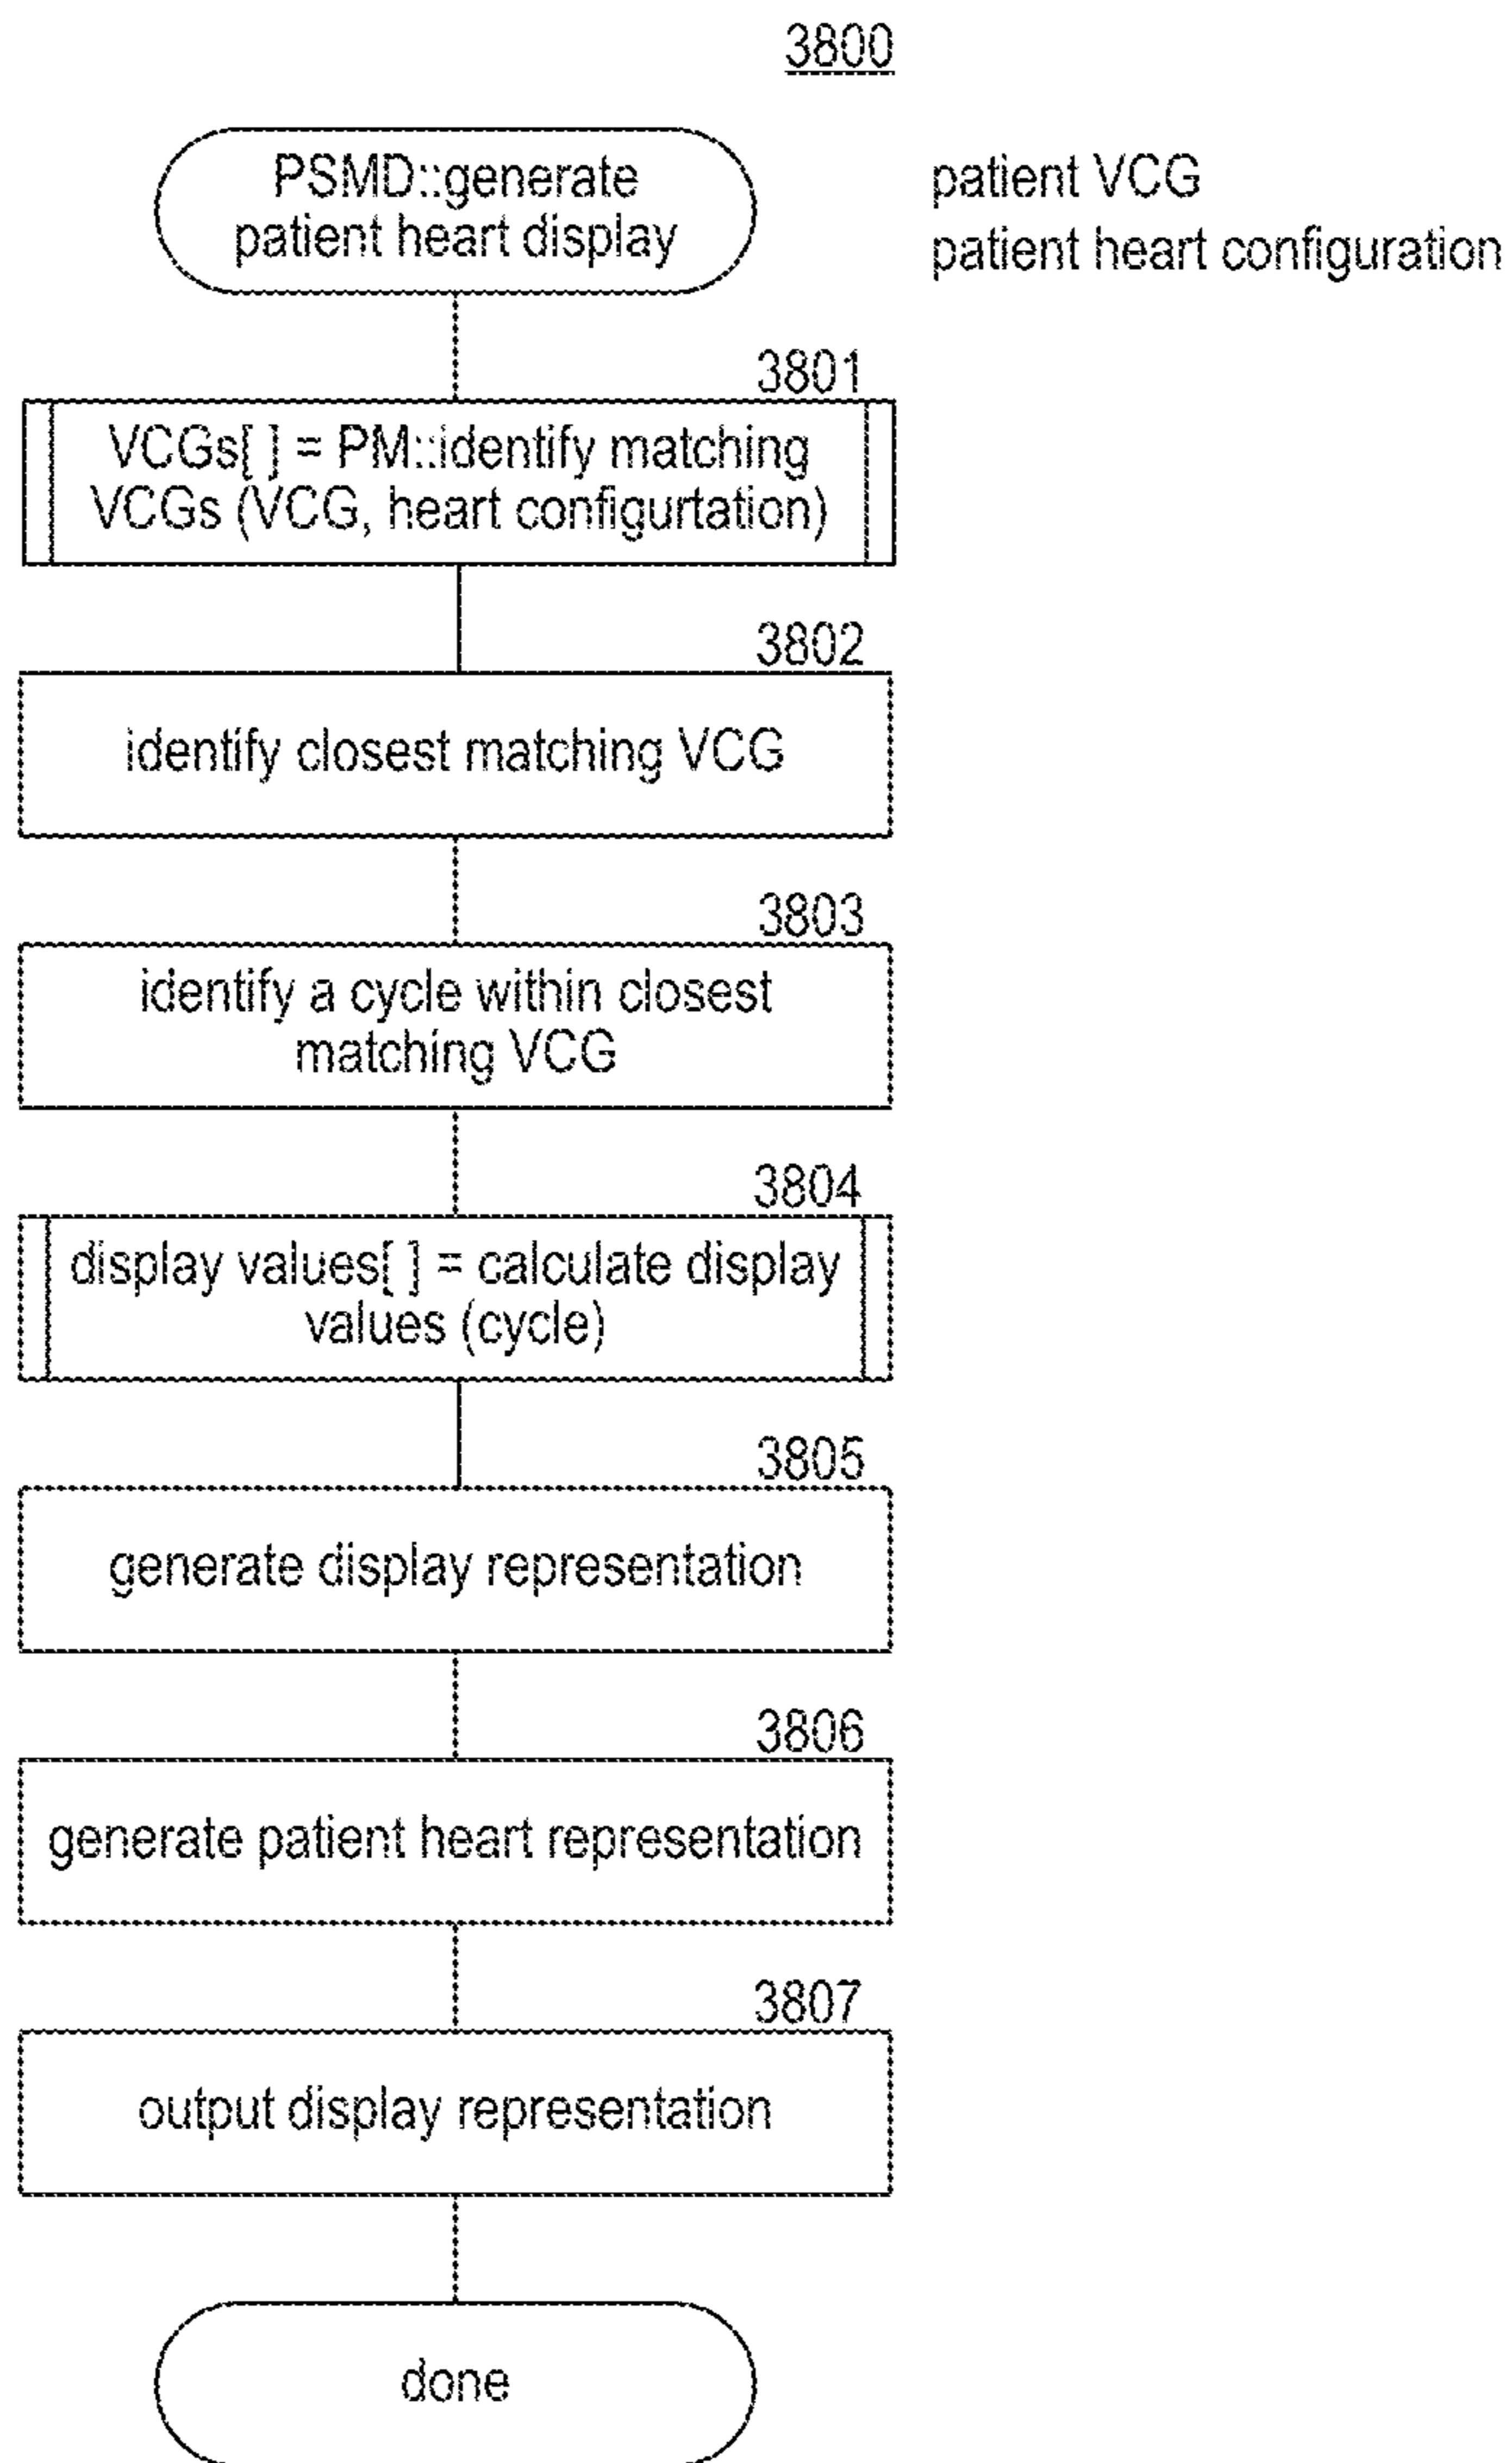 3800
PSMD::generate
patient heart display
patient VCG
patient heart configuration
3801
VCGs[ ] = PM::identify matching
VCGs (VCG, heart configurtation)
3802
identify closest matching VCG
3803
identify a cycle within closest
matching VCG
3804
display values[ ] = calculate display
values (cycle)
3805
generate display representation
3806
generate patient heart representation
3807
output display representation
done